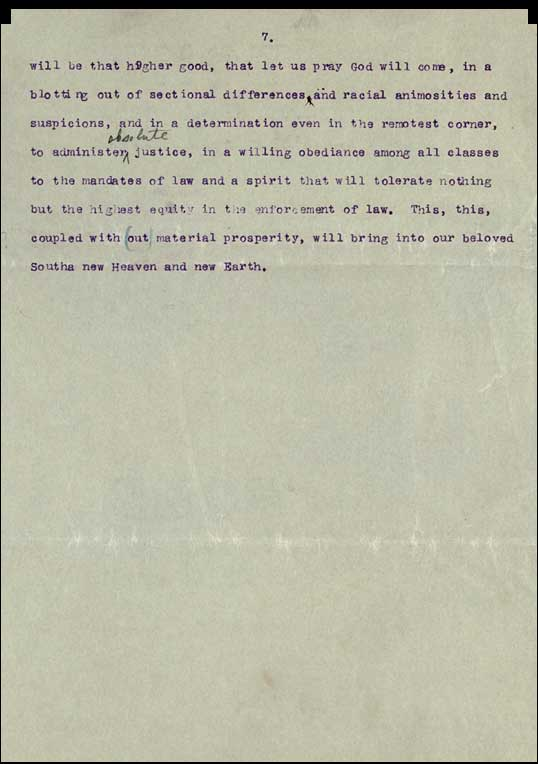 7.
will be that higher good, that let us pray God will come, in a
blotting out of sectional differences, and racial animosities and
suspicions, and in a determination even in the remotest corner,
absolute
to administer justice, in a willing obediance among all classes
to the mandates of law and a spirit that will tolerate nothing
but the highest equity in the enforcement of law. This, this,
coupled with (out) material prosperity, will bring into our beloved
Southa new Heaven and new Earth.